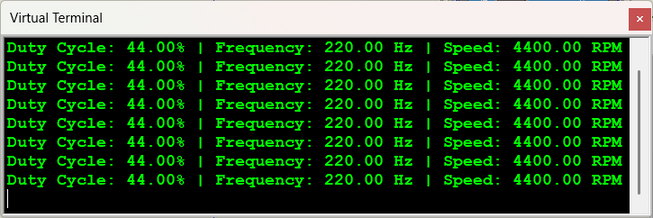 Virtual Terminal
Duty Cycle: 44.00% | Frequency: 220.00 Hz | Speed: 4400.00 RPM
Duty Cycle: 44.00% | Frequency: 220.00 Hz | Speed: 4400.00 RPM
Duty Cycle: 44.00% | Frequency: 220.00 Hz | Speed: 4400.00 RPM
Duty Cycle: 44.00% | Frequency: 220.00 Hz | Speed: 4400.00 RPM
Duty Cycle: 44.00% | Frequency: 220.00 Hz | Speed: 4400.00 RPM
Duty Cycle: 44.00% | Frequency: 220.00 Hz | Speed: 4400.00 RPM
Duty Cycle: 44.00% | Frequency: 220.00 Hz | Speed: 4400.00 RPM
Duty Cycle: 44.00% | Frequency: 220.00 Hz | Speed: 4400.00 RPM